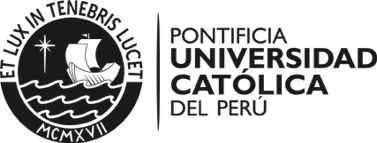 ET LUX IN TENEBRIS LUCET
MCMXVII
PONTIFICIA
UNIVERSIDAD
CATÓLICA
DEL PERÚ